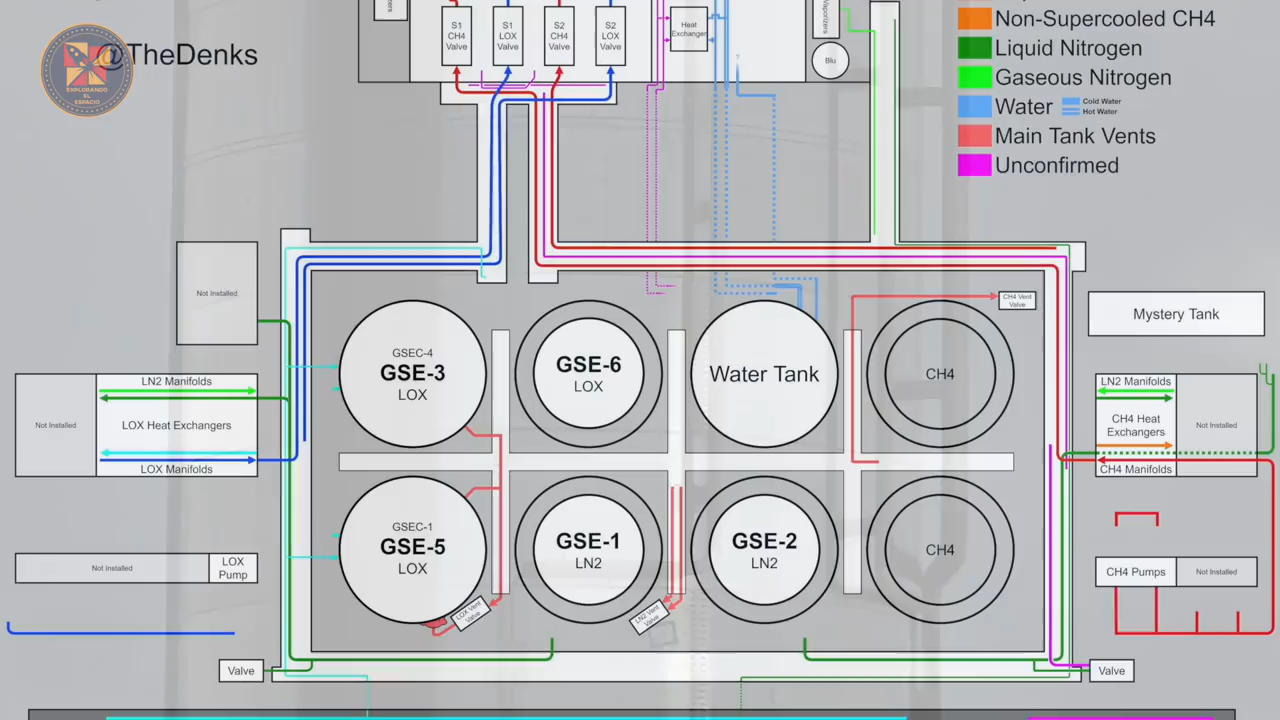 @TheDenks
EXPLORANDO
EL
ESPACIO
S1
CH4
Valve
S1
LOX
Valve
S2
CH4
Valve
S2
LOX
Valve
Heat
Exchanger
Vaporizers
Blu
?
Non-Supercooled CH4
Liquid Nitrogen
Gaseous Nitrogen
Water
Cold Water
Hot Water
Main Tank Vents
Unconfirmed
Not Installed
CH4 Vent
Valve
Mystery Tank
GSEC-4
GSE-3
LOX
GSE-6
LOX
Water Tank
CH4
Not Installed
LN2 Manifolds
LOX Heat Exchangers
LOX Manifolds
LN2 Manifolds
CH4 Heat
Exchangers
CH4 Manifolds
Not Installed
GSEC-1
GSE-5
LOX
GSE-1
LN2
GSE-2
LN2
CH4
Not Installed
LOX
Pump
CH4 Pumps
Not Installed
LOX Vent
Valve
LN2 Vent
Valve
Valve
Valve